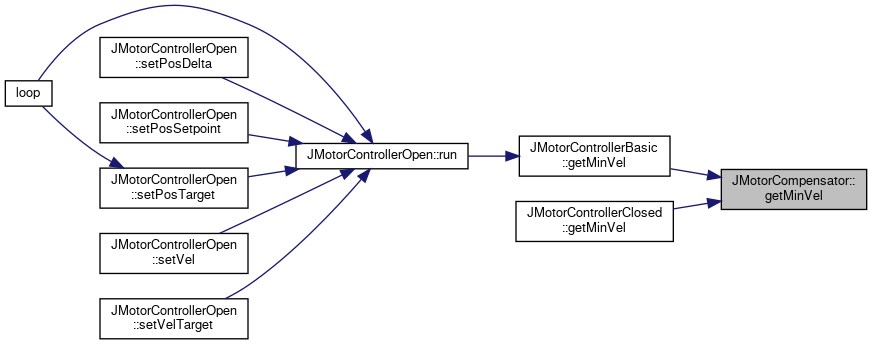 JMotorControllerOpen
::setPosDelta
loop
JMotorControllerOpen
::setPosSetpoint
JMotorControllerOpen
::setPosTarget
JMotorControllerOpen
::setVel
JMotorControllerOpen
::setVelTarget
JMotorControllerOpen::run
JMotorControllerBasic
::getMinVel
JMotorControllerClosed
::getMinVel
JMotorCompensator::
getMinVel